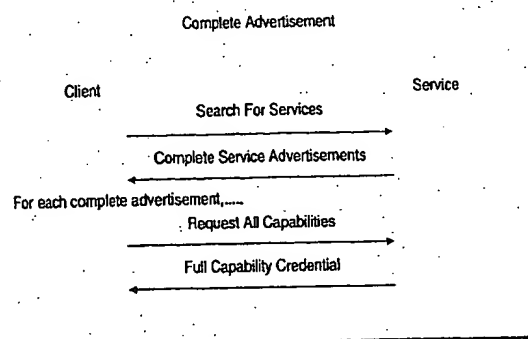 Complete Advertisement
Client
Service
Search For Services
Complete Service Advertisements
For each complete advertisement,.....
Request All Capabilities
Full Capability Credential